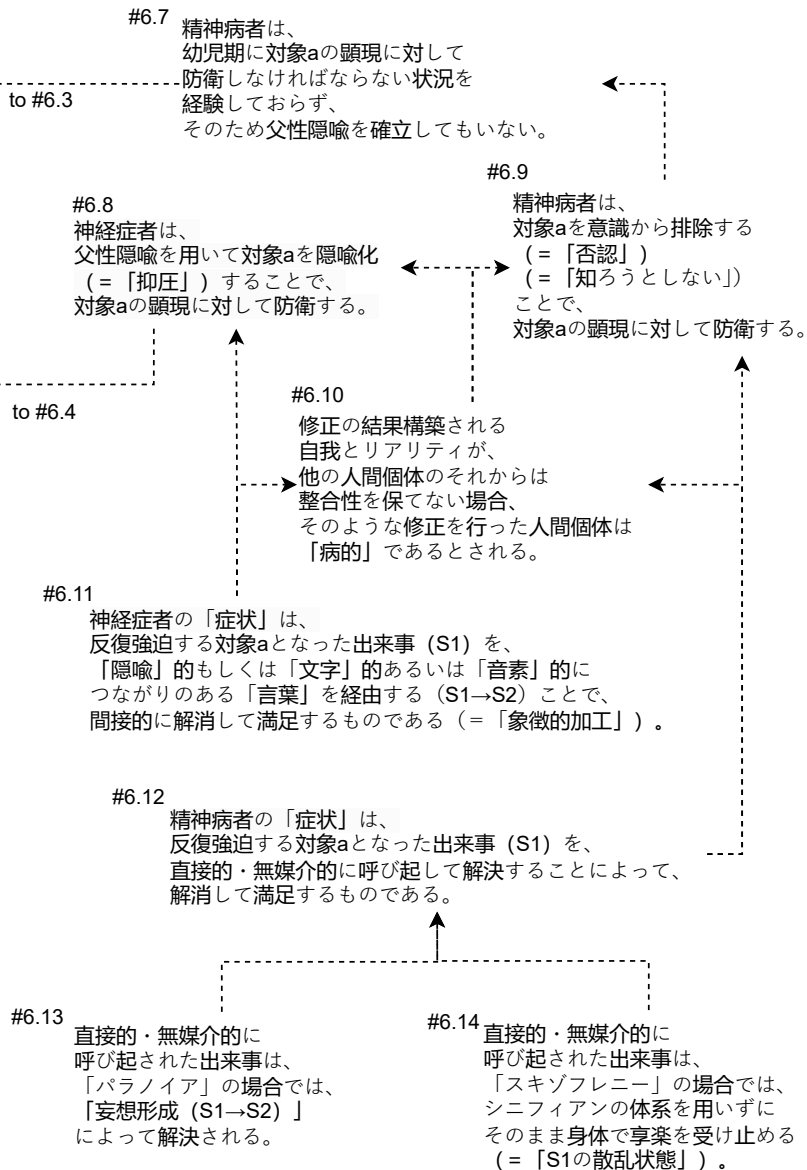 #6.7
精神病者は、
幼児期に対象aの顕現に対して
防衛しなければならない状況を
経験しておらず、
そのため父性隠喩を確立してもいない。
to #6.3
#6.9
精神病者は、
対象aを意識から排除する
（=「否認」）
（=「知ろうとしない」）
ことで、
対象aの顕現に対して防衛する。
#6.8
神経症者は、
父性隠喩を用いて対象aを隠喩化
（=「抑圧」）することで、
対象aの顕現に対して防衛する。
to #6.4
#6.10
修正の結果構築される
自我とリアリティが、
他の人間個体のそれからは
整合性を保てない場合、
そのような修正を行った人間個体は
「病的」であるとされる。
#6.11
神経症者の「症状」は、
反復強迫する対象aとなった出来事（S1）を、
「隠喩」的もしくは「文字」的あるいは「音素」的に
つながりのある「言葉」を経由する（S1→S2）ことで、
間接的に解消して満足するものである（=「象徴的加工」）。
#6.12
精神病者の「症状」は、
反復強迫する対象aとなった出来事（S1）を、
直接的・無媒介的に呼び起して解決することによって、
解消して満足するものである。
#6.13
直接的・無媒介的に
呼び起された出来事は、
「パラノイア」の場合では、
「妄想形成（S1→S2）」
によって解決される。
#6.14
直接的・無媒介的に
呼び起された出来事は、
「スキゾフレニー」の場合では、
シニフィアンの体系を用いずに
そのまま身体で享楽を受け止める
（=「S1の散乱状態」）。